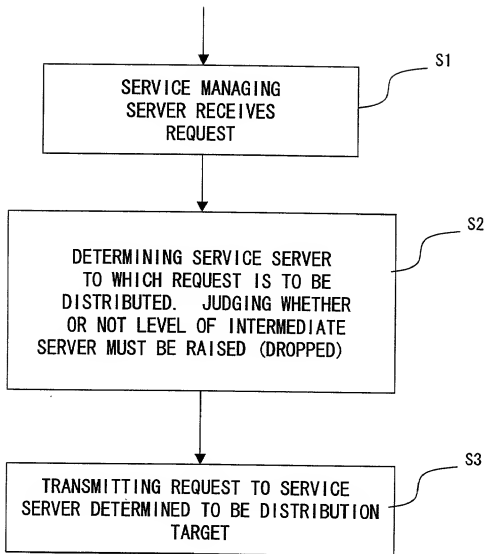 S1
SERVICE MANAGING
SERVER RECEIVES
REQUEST
S2
DETERMINING SERVICE SERVER
TO WHICH REQUEST IS TO BE
DISTRIBUTED. JUDGING WHETHER
OR NOT LEVEL OF INTERMEDIATE
SERVER MUST BE RAISED (DROPPED)
S3
TRANSMITTING REQUEST TO SERVICE
SERVER DETERMINED TO BE DISTRIBUTION
TARGET